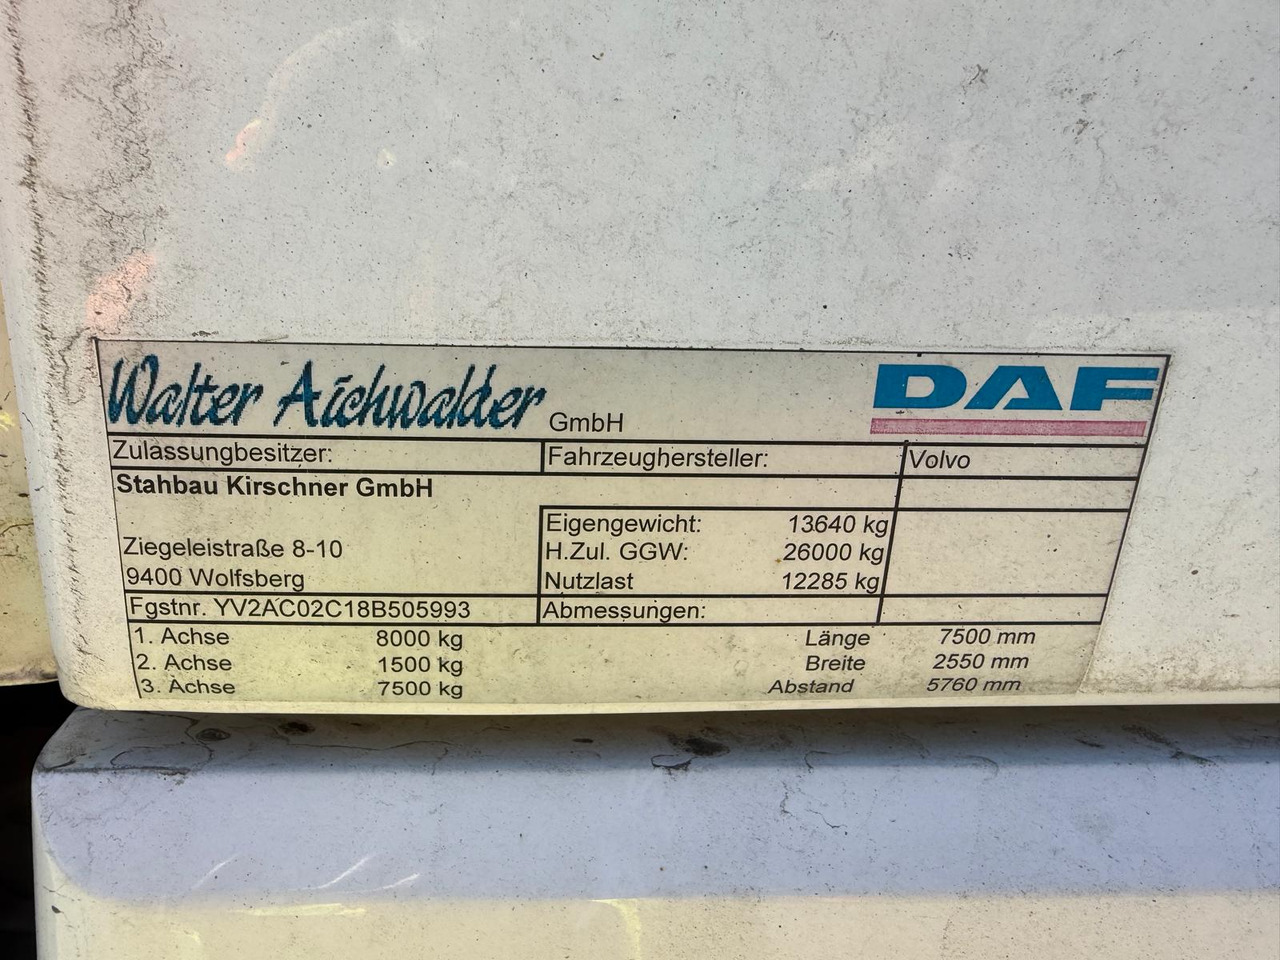 Walter Aichwalder GmbH DAF
Zulassungbesitzer: Fahrzeughersteller: Volvo
Stahbau Kirschner GmbH
Eigengewicht: 13640 kg
Ziegeleistraße 8-10 H.Zul. GGW: 26000 kg
9400 Wolfsberg Nutzlast 12285 kg
Fgstnr. YV2AC02C18B505993 Abmessungen:
1. Achse 8000 kg Länge 7500 mm
2. Achse 1500 kg Breite 2550 mm
3. Achse 7500 kg Abstand 5760 mm